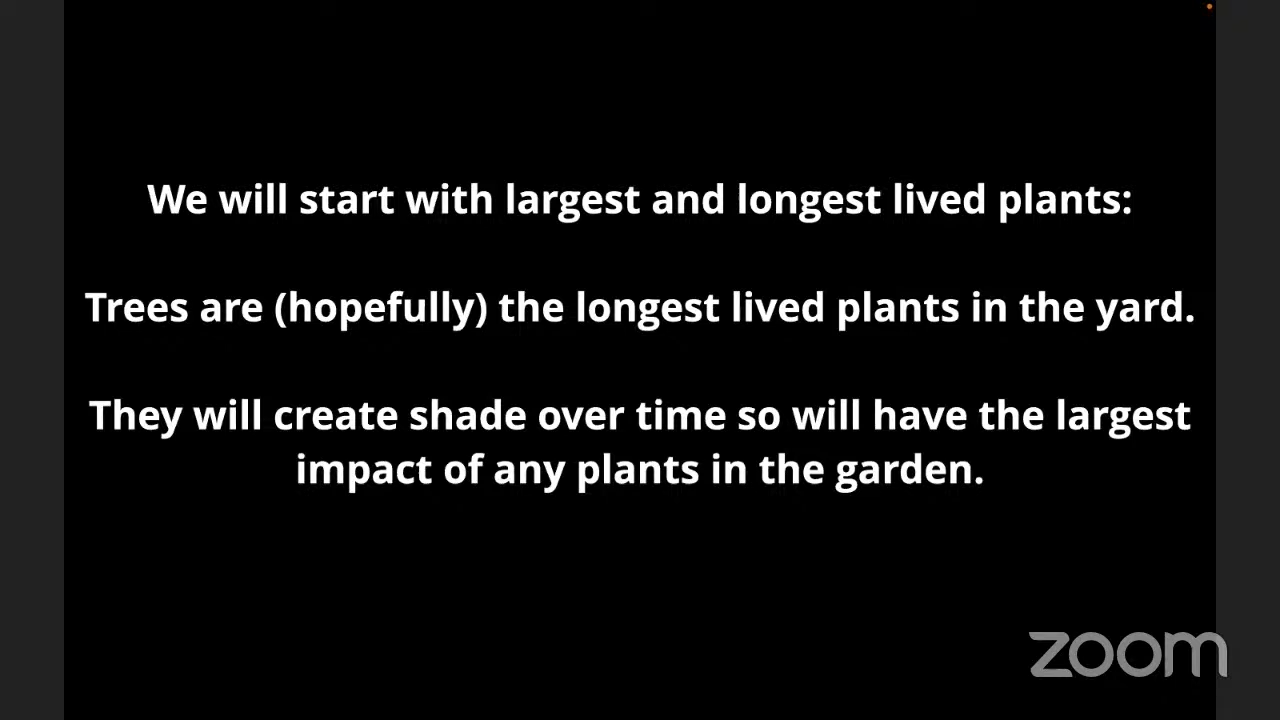 We will start with largest and longest lived plants:
Trees are (hopefully) the longest lived plants in the yard.
They will create shade over time so will have the largest
impact of any plants in the garden.
zoom